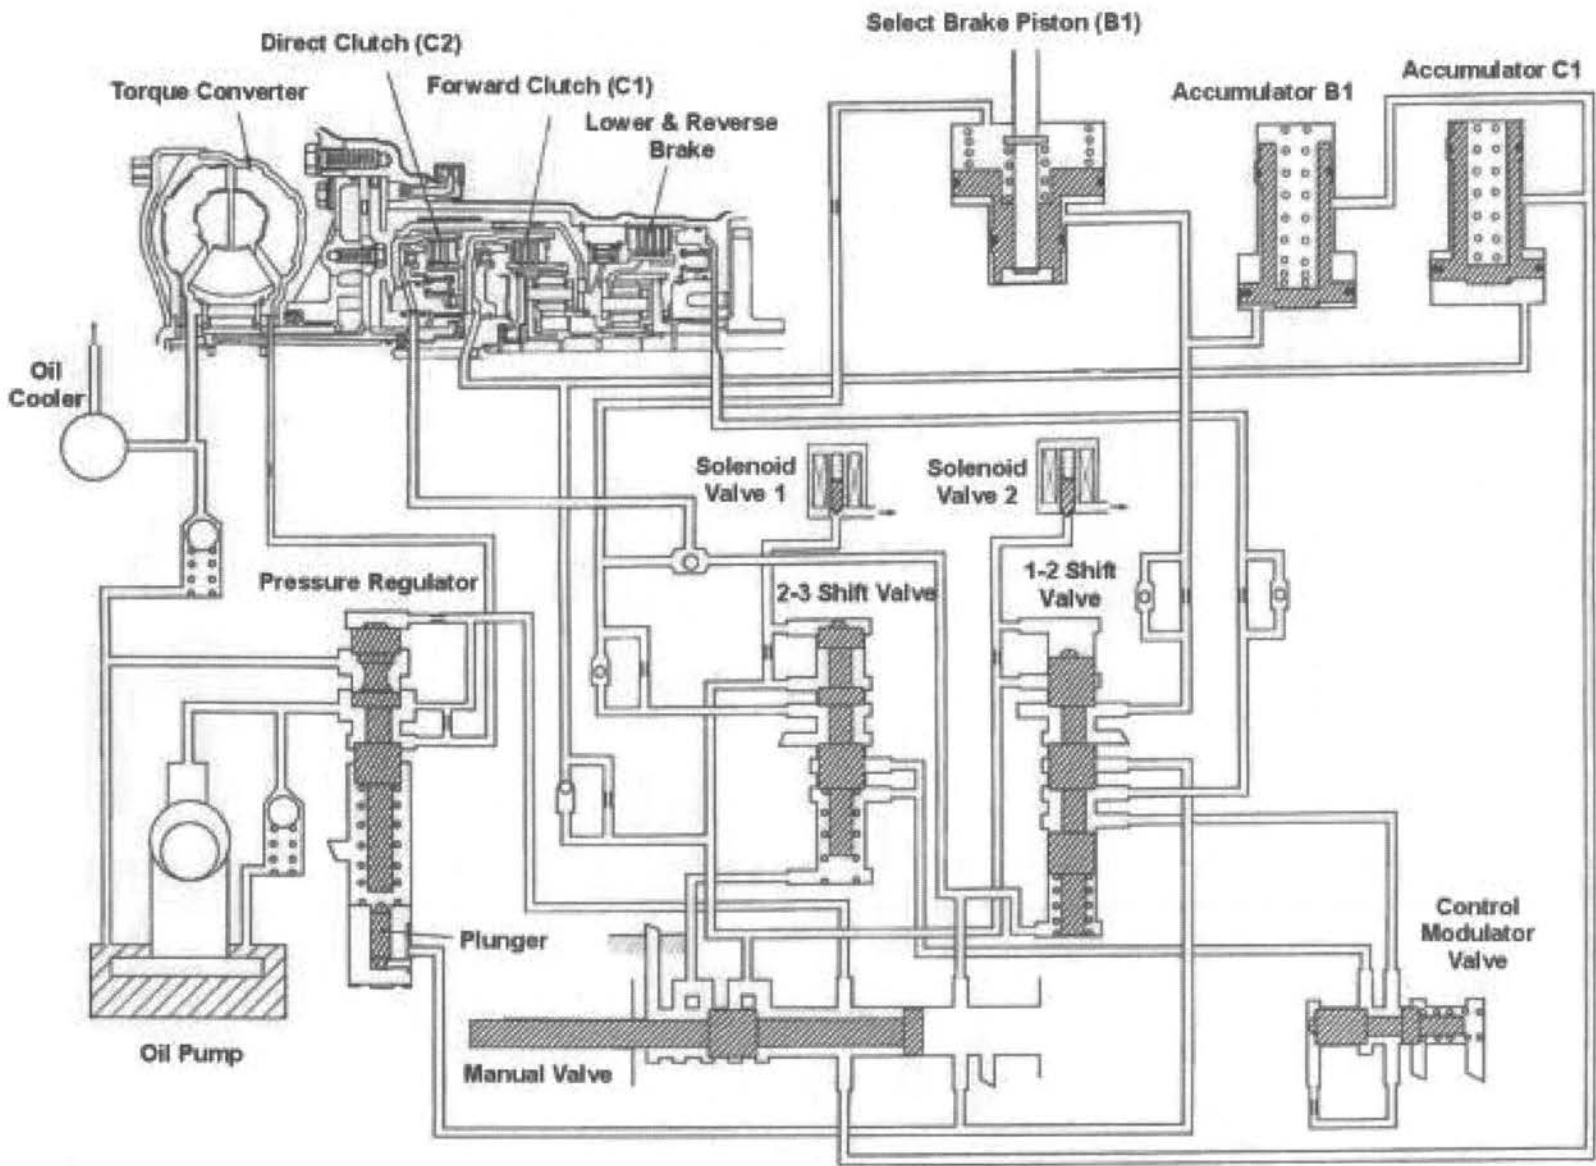 Select Brake Piston (B1)
Direct Clutch (C2)
Accumulator C1
Forward Clutch (C1)
Torque Converter
Accumulator B1
Lower & Reverse
Brake
Oil
Cooler
Solenoid
Valve 1
Solenoid
Valve 2
Pressure Regulator
1-2 Shift
Valve
2-3 Shift Valve
Plunger
Control
Modulator
Valve
Oil Pump
Manual Valve